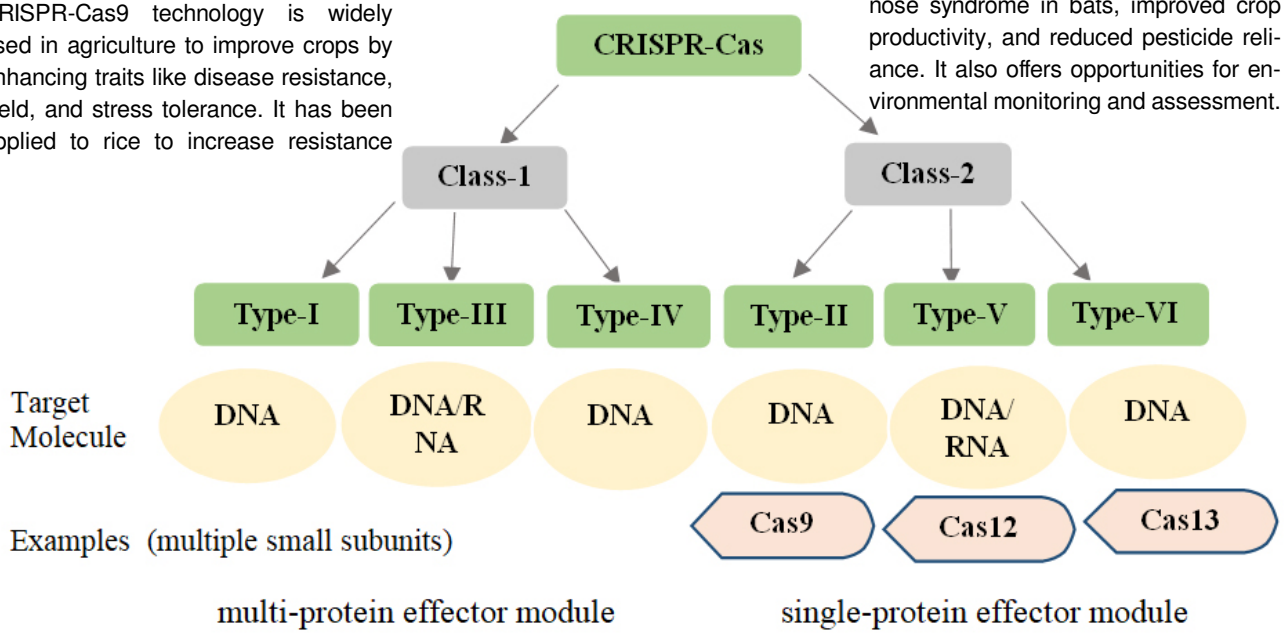 RISPR-Cas9 technology is widely
sed in agriculture to improve crops by
nhancing traits like disease resistance,
eld, and stress tolerance. It has been
pplied to rice to increase resistance
nose syndrome in bats, improved crop
productivity, and reduced pesticide reli-
ance. It also offers opportunities for en-
vironmental monitoring and assessment.
CRISPR-Cas
Class-1
Class-2
Type-I
Type-III
Type-IV
Type-II
Type-V
Type-VI
Target
Molecule
DNA
DNA/R
NA
DNA
DNA
DNA/
RNA
DNA
Examples (multiple small subunits)
Cas9
Cas12
Cas13
multi-protein effector module
single-protein effector module